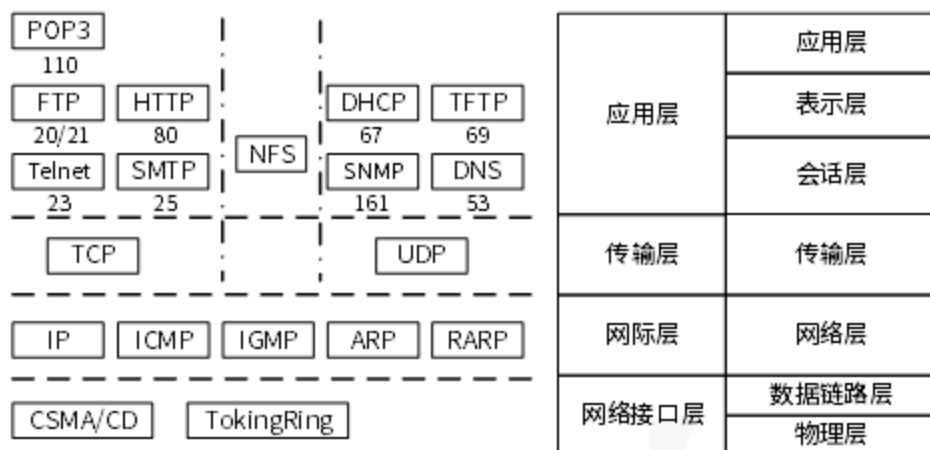 POP3
110
FTP HTTP DHCP TFTP
20/21 80 67 69
NFS
Telnet SMTP SNMP DNS
23 25 161 53
TCP UDP
IP ICMP IGMP ARP RARP
CSMA/CD TokingRing
应用层 应用层
表示层
会话层
传输层 传输层
网际层 网络层
网络接口层 数据链路层
物理层